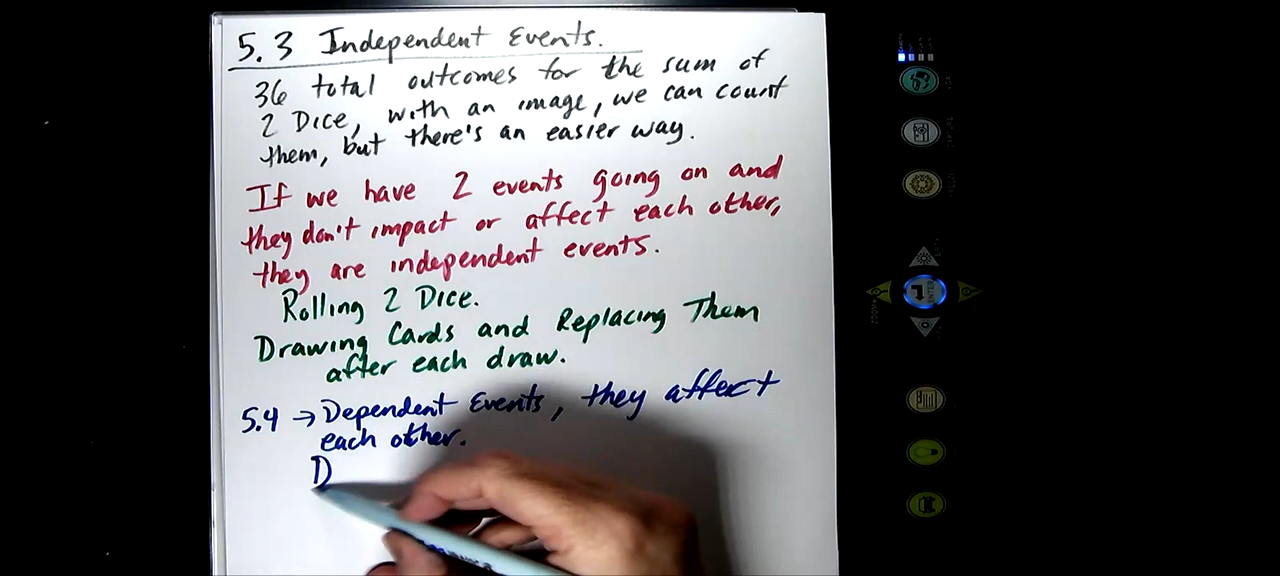 5.3 Independent Events.
36 total outcomes for the sum of
2 Dice, with an image, we can count
them, but there's an easier way.
If we have 2 events going on and
they don't impact or affect each other,
they are independent events.
Rolling 2 Dice.
Drawing Cards and Replacing Them
after each draw.
5.4 → Dependent Events, they affect
each other.
D
ENTER